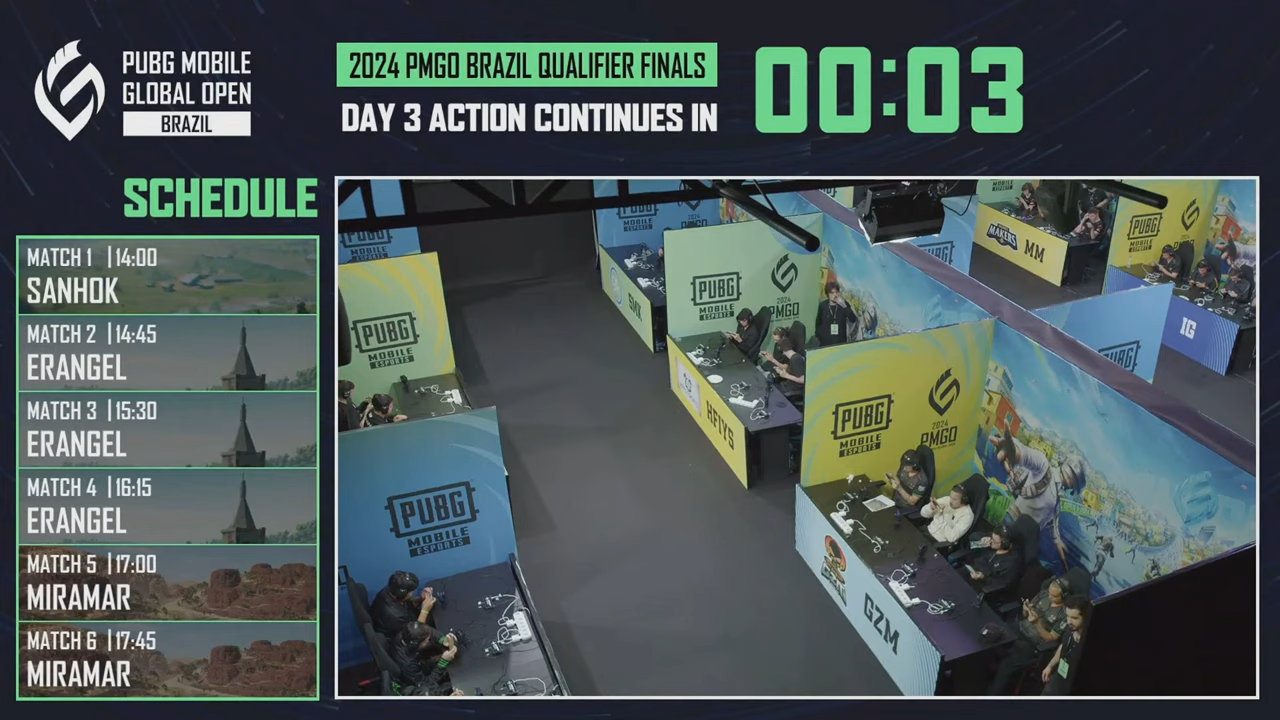 PUBG MOBILE
GLOBAL OPEN
BRAZIL
2024 PMGO BRAZIL QUALIFIER FINALS
DAY 3 ACTION CONTINUES IN
00:03
SCHEDULE
MATCH 1 | 14:00
SANHOK
MATCH 2 | 14:45
ERANGEL
MATCH 3 | 15:30
ERANGEL
MATCH 4 | 16:15
ERANGEL
MATCH 5 | 17:00
MIRAMAR
MATCH 6 | 17:45
MIRAMAR
PUBG
MOBILE
ESPORTS
PUBG
MOBILE
ESPORTS
SMK
PUBG
MOBILE
ESPORTS
2024
PMGO
HFIYS
PUBG
MOBILE
ESPORTS
2024
PMGO
GZM
MAKERS
MM
PUBG
IG
PUBG